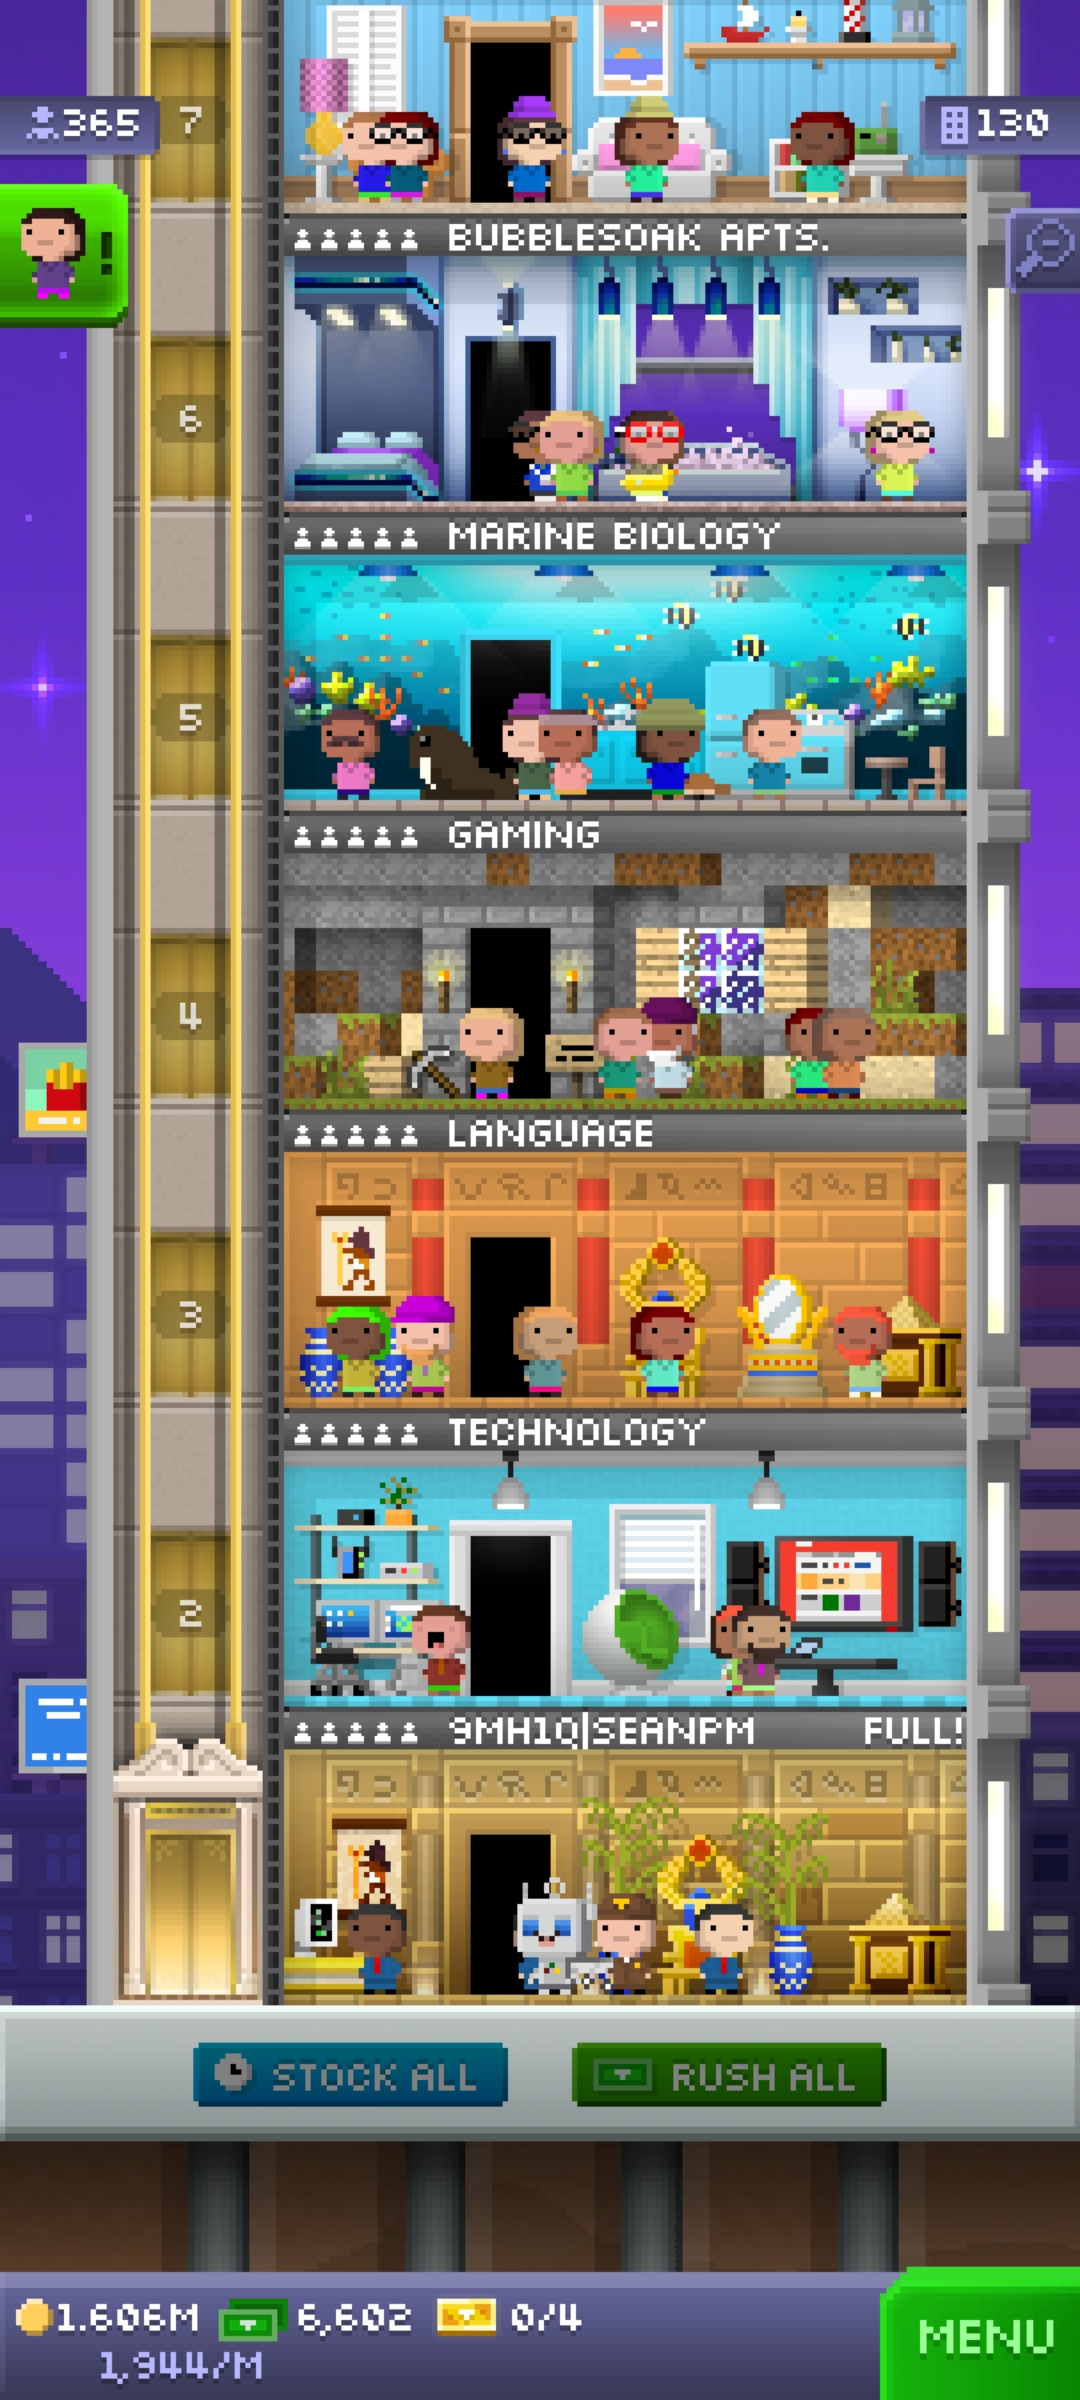 7
365
130
!
BUBBLESOAK APTS.
6
MARINE BIOLOGY
5
GAMING
4
LANGUAGE
3
TECHNOLOGY
2
9MH1Q|SEANPM FULL!
STOCK ALL
RUSH ALL
1.606M 6,602 0/4
1,944/M
MENU